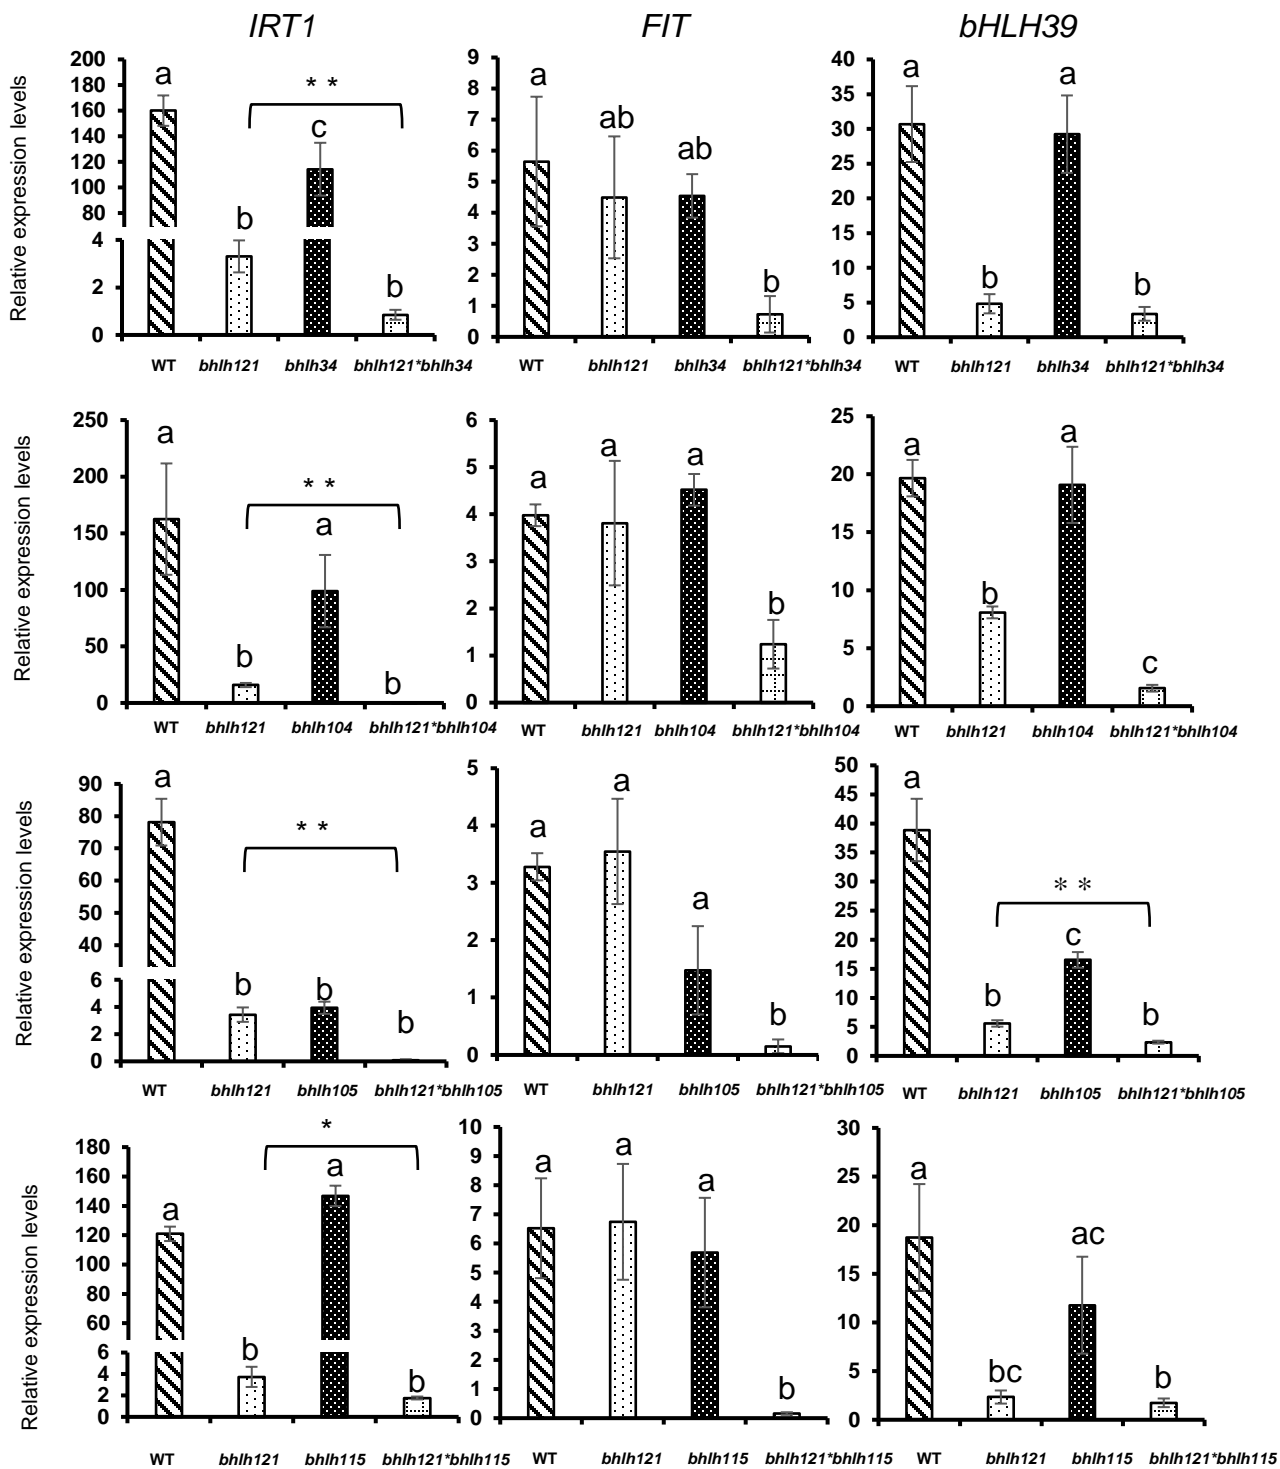 IRT1 FIT bHLH39
Relative expression levels
200
180
160
140
120
100
80
4
2
0
a
b
c
b
* *
WT bhlh121 bhlh34 bhlh121*bhlh34
9
8
7
6
5
4
3
2
1
0
a
ab
ab
b
WT bhlh121 bhlh34 bhlh121*bhlh34
40
35
30
25
20
15
10
5
0
a
b
a
b
WT bhlh121 bhlh34 bhlh121*bhlh34
Relative expression levels
250
200
150
100
50
0
a
b
a
b
* *
WT bhlh121 bhlh104 bhlh121*bhlh104
6
5
4
3
2
1
0
a
a
a
b
WT bhlh121 bhlh104 bhlh121*bhlh104
25
20
15
10
5
0
a
b
a
c
WT bhlh121 bhlh104 bhlh121*bhlh104
Relative expression levels
90
80
70
60
50
40
6
4
2
0
a
b
b
b
* *
WT bhlh121 bhlh105 bhlh121*bhlh105
5
4
3
2
1
0
a
a
a
b
WT bhlh121 bhlh105 bhlh121*bhlh105
50
45
40
35
30
25
20
15
10
5
0
a
b
c
b
* *
WT bhlh121 bhlh105 bhlh121*bhlh105
Relative expression levels
180
160
140
120
100
80
60
6
4
2
0
a
b
a
b
*
WT bhlh121 bhlh115 bhlh121*bhlh115
10
9
8
7
6
5
4
3
2
1
0
a
a
a
b
WT bhlh121 bhlh115 bhlh121*bhlh115
30
25
20
15
10
5
0
a
bc
ac
b
WT bhlh121 bhlh115 bhlh121*bhlh115